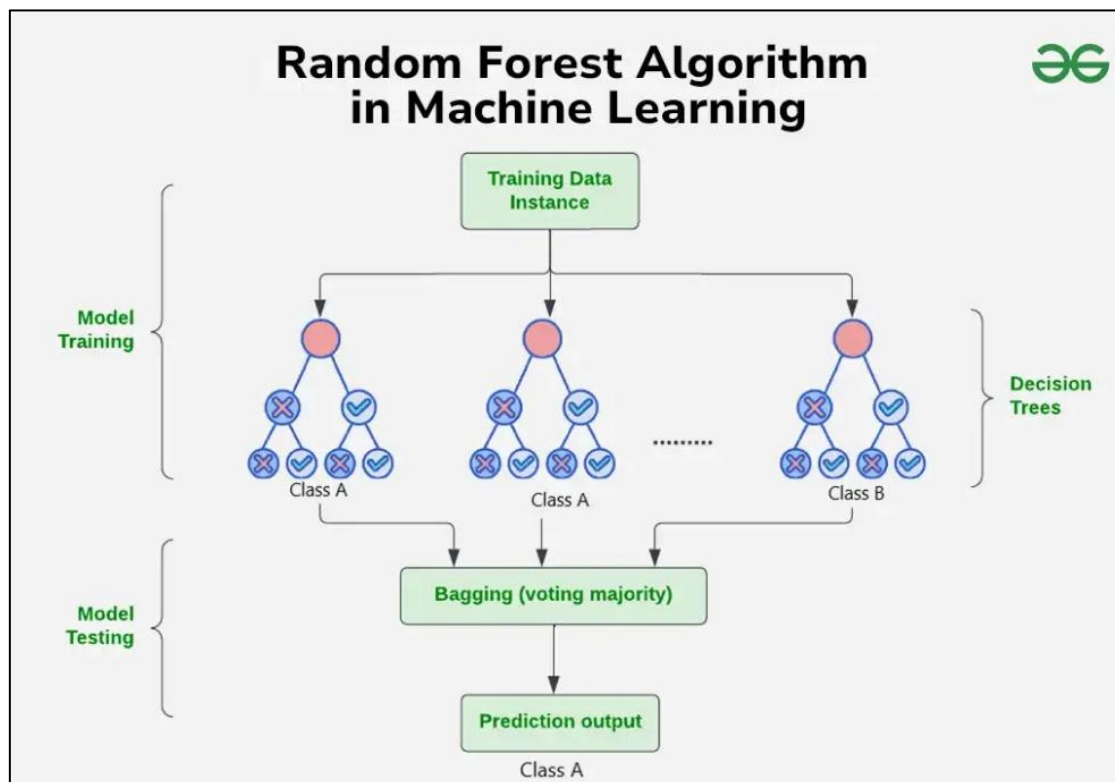 Random Forest Algorithm
in Machine Learning
Training Data
Instance
Model
Training
Decision
Trees
.........
Class A
Class A
Class B
Bagging (voting majority)
Model
Testing
Prediction output
Class A